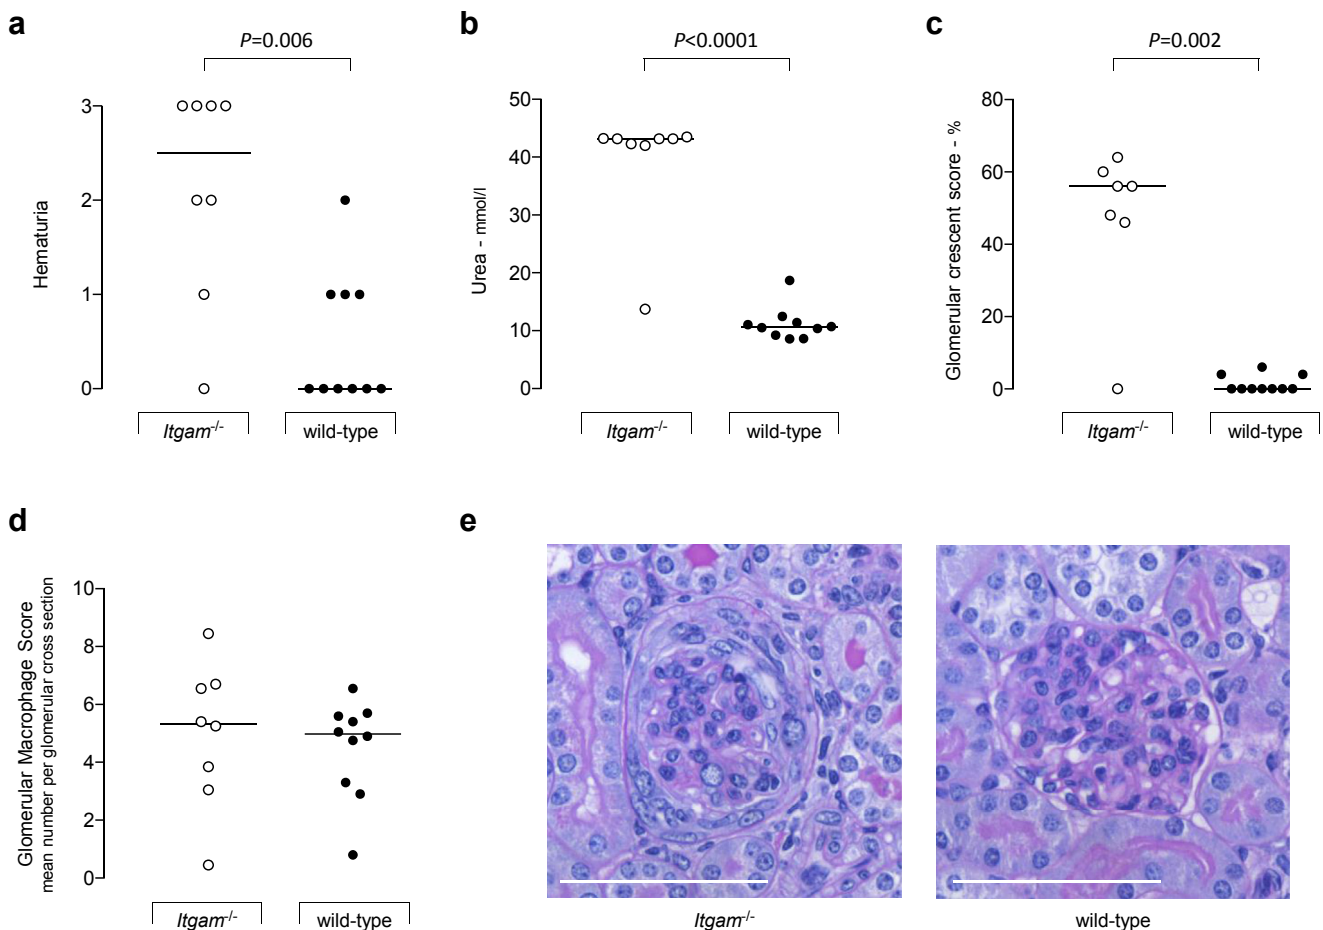 a
P=0.006
Hematuria
3
2
1
0
Itgam-/-
wild-type
b
P<0.0001
Urea - mmol/l
50
40
30
20
10
0
Itgam-/-
wild-type
c
P=0.002
Glomerular crescent score - %
80
60
40
20
0
Itgam-/-
wild-type
d
Glomerular Macrophage Score
mean number per glomerular cross section
10
8
6
4
2
0
Itgam-/-
wild-type
e
Itgam-/-
wild-type